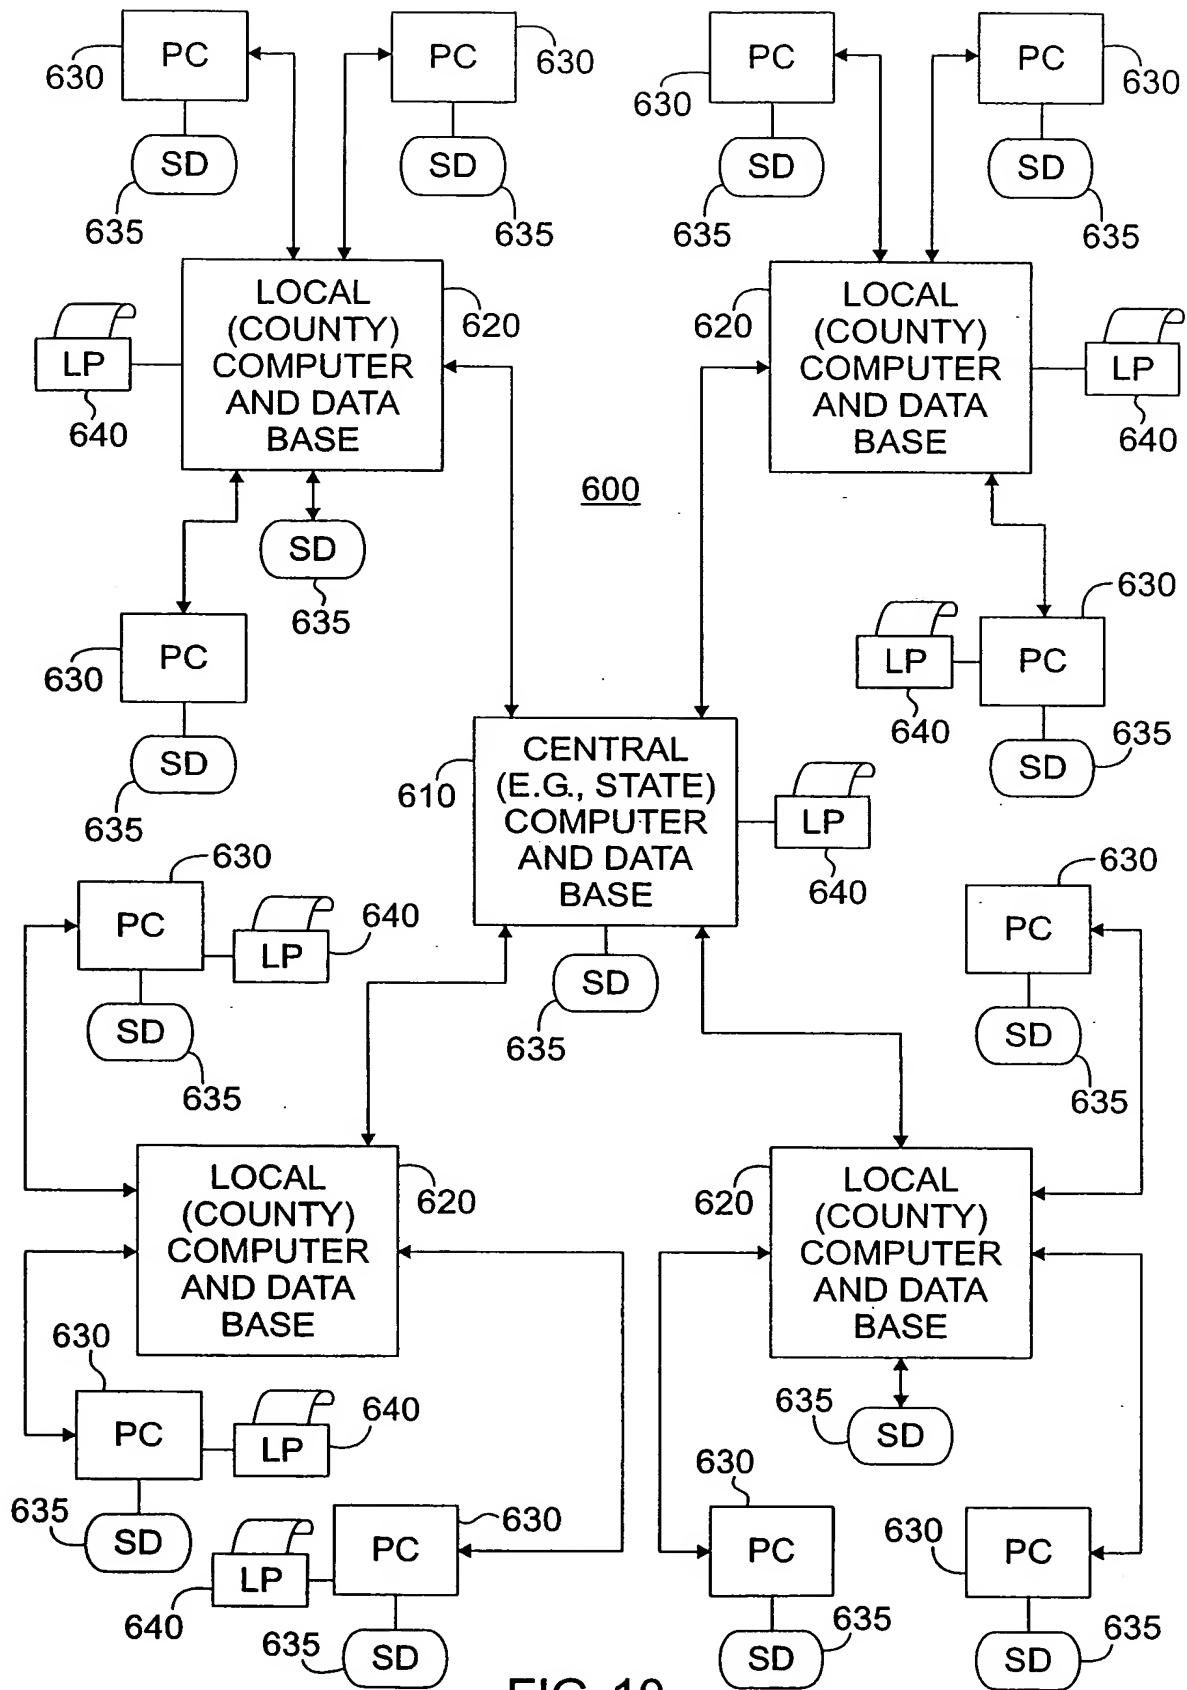 PC
630
PC
630
PC
630
PC
630
SD
635
SD
635
SD
635
SD
635
LOCAL
(COUNTY)
COMPUTER
AND DATA
BASE
620
LP
640
LOCAL
(COUNTY)
COMPUTER
AND DATA
BASE
620
LP
640
600
SD
635
PC
630
SD
635
PC
630
LP
640
SD
635
CENTRAL
(E.G., STATE)
COMPUTER
AND DATA
BASE
610
LP
640
SD
635
PC
630
LP
640
SD
635
PC
630
SD
635
LOCAL
(COUNTY)
COMPUTER
AND DATA
BASE
620
LOCAL
(COUNTY)
COMPUTER
AND DATA
BASE
620
SD
635
PC
630
LP
640
SD
635
PC
630
LP
640
SD
635
PC
630
SD
635
PC
630
SD
635